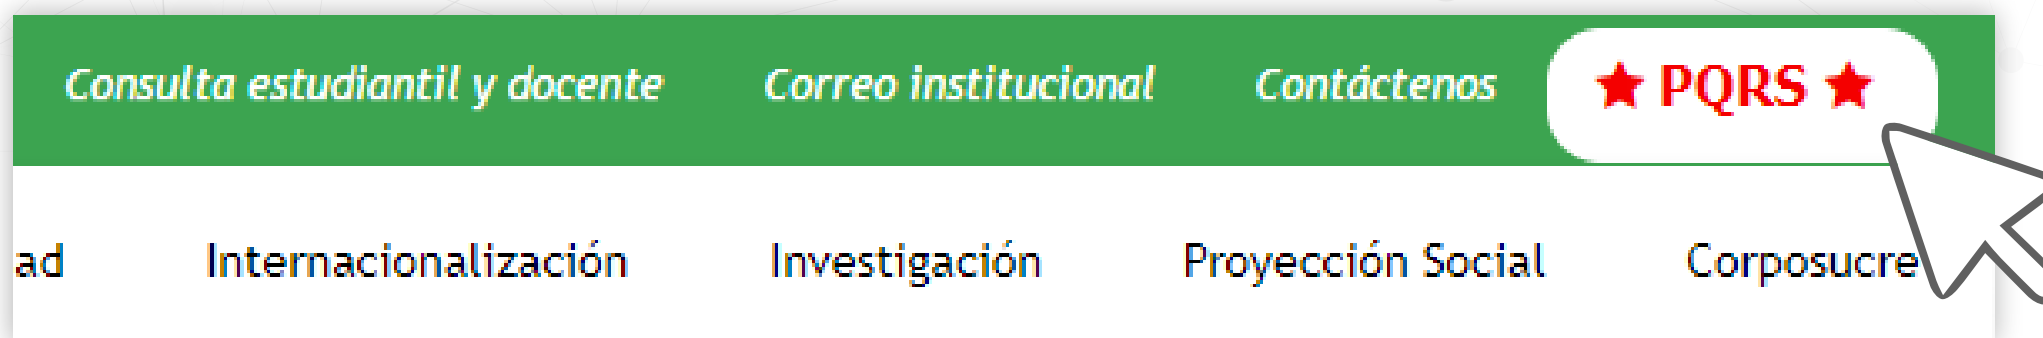 Consulta estudiantil y docente Correo institucional Contáctenos ★ PQRS ★
ad Internacionalización Investigación Proyección Social Corposucre